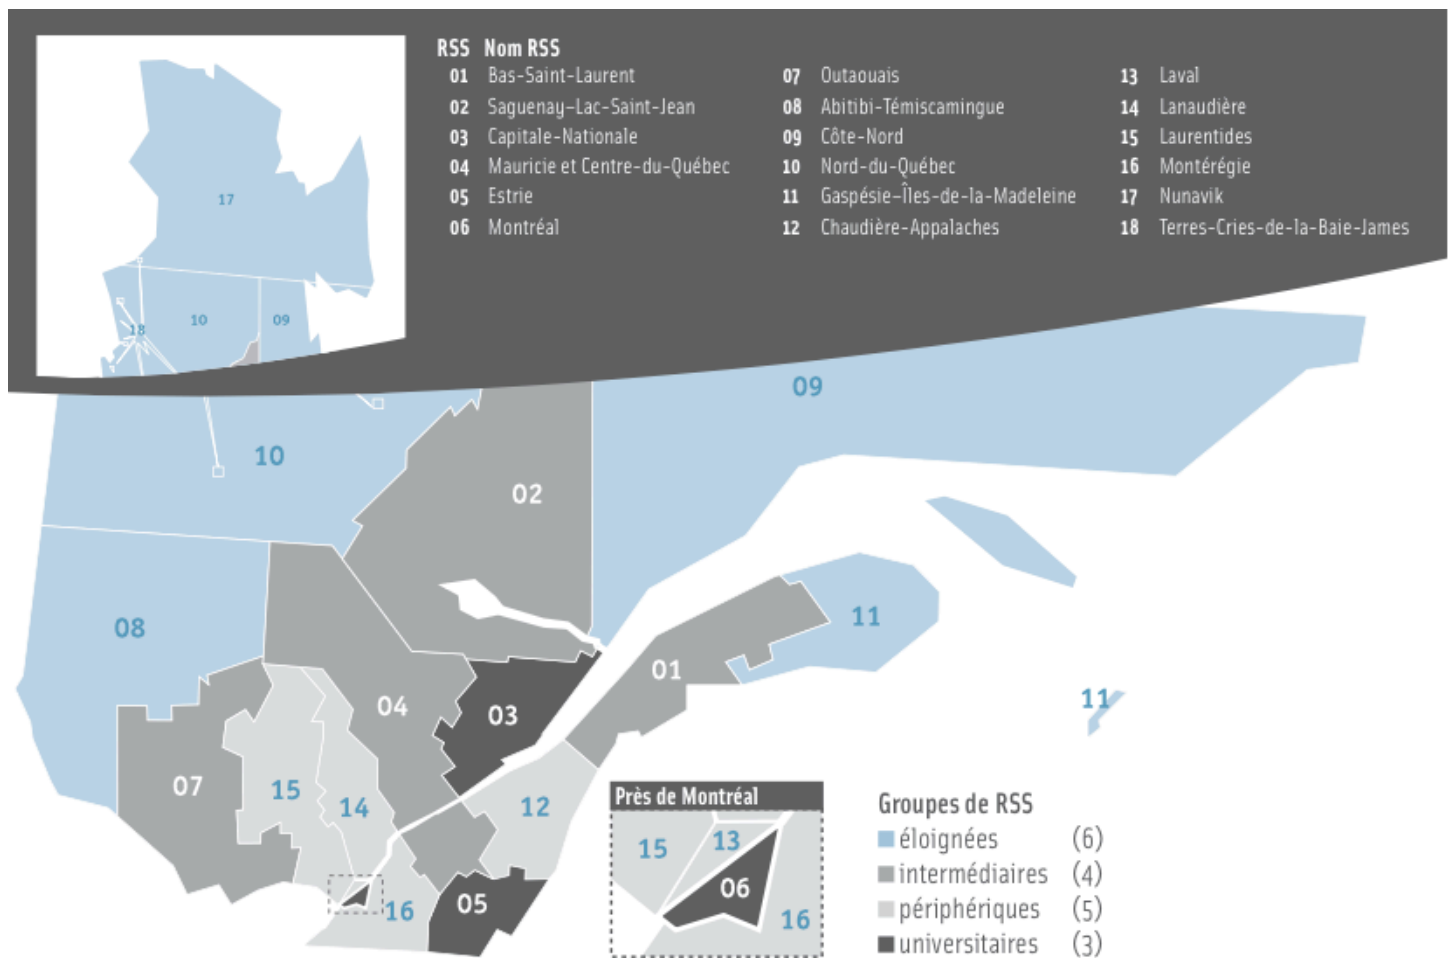 RSS Nom RSS
01 Bas-Saint-Laurent
02 Saguenay–Lac-Saint-Jean
03 Capitale-Nationale
04 Mauricie et Centre-du-Québec
05 Estrie
06 Montréal
07 Outaouais
08 Abitibi-Témiscamingue
09 Côte-Nord
10 Nord-du-Québec
11 Gaspésie–Îles-de-la-Madeleine
12 Chaudière-Appalaches
13 Laval
14 Lanaudière
15 Laurentides
16 Montérégie
17 Nunavik
18 Terres-Cries-de-la-Baie-James
17
10
09
18
09
10
02
08
11
01
11
04
03
07
15
14
12
16
05
Près de Montréal
15
13
06
16
Groupes de RSS
éloignées (6)
intermédiaires (4)
périphériques (5)
universitaires (3)